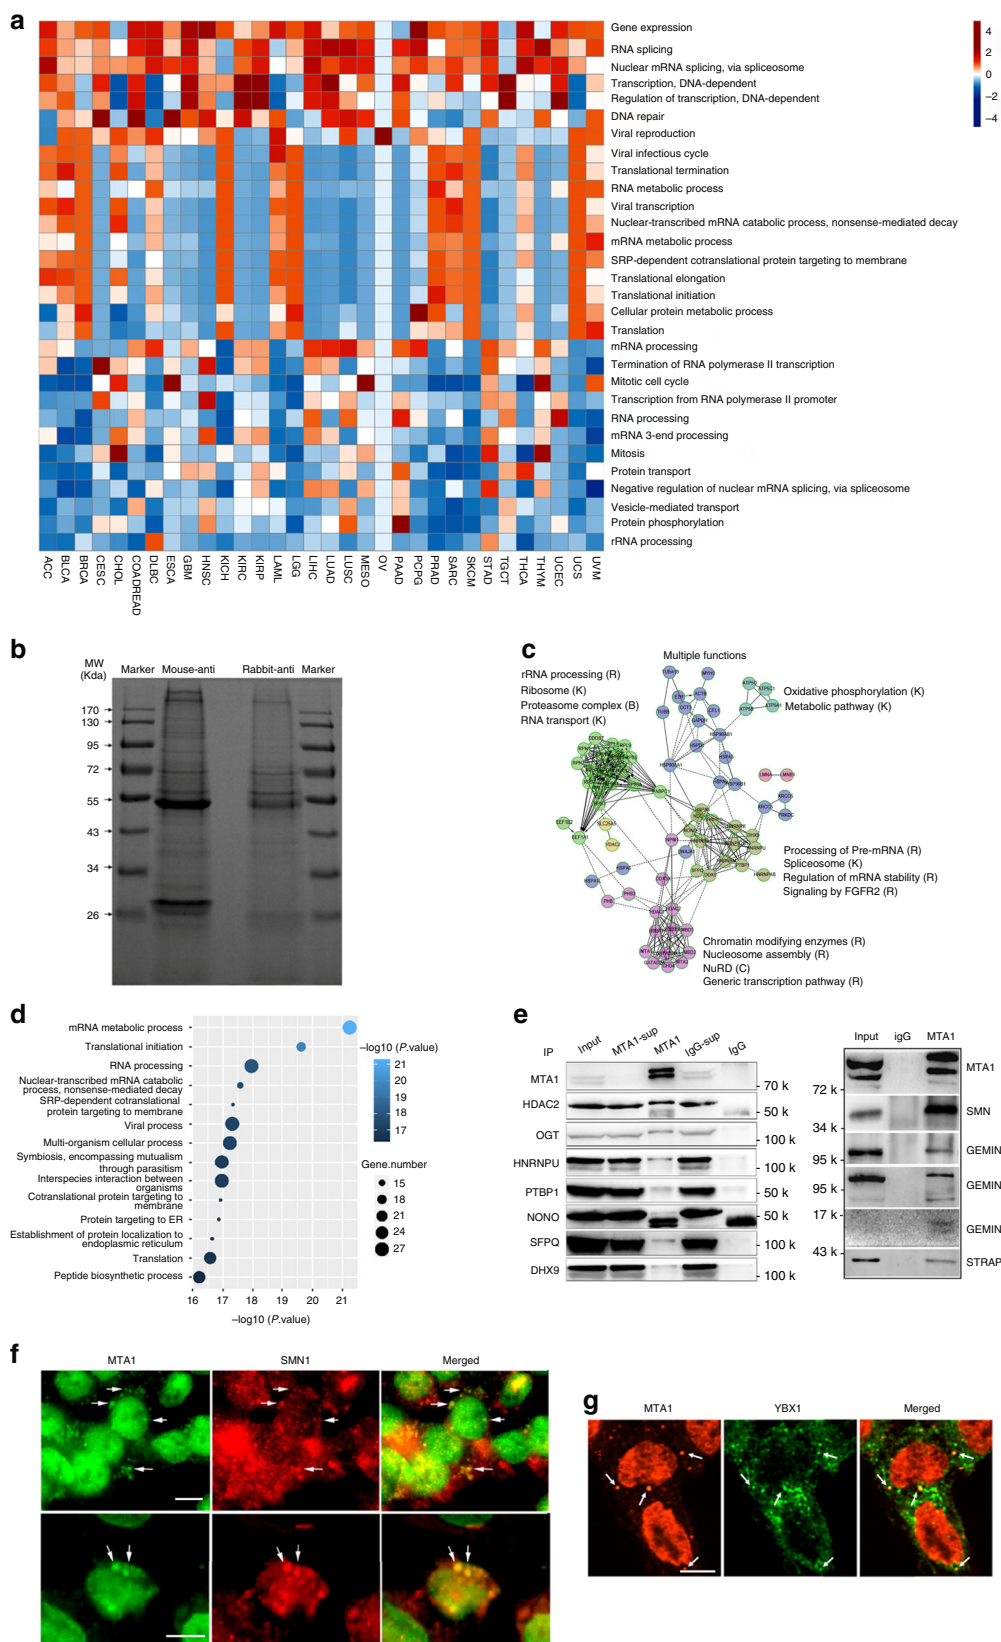 a
Gene expression
RNA splicing
Nuclear mRNA splicing, via spliceosome
Transcription, DNA-dependent
Regulation of transcription, DNA-dependent
DNA repair
Viral reproduction
Viral infectious cycle
Translational termination
RNA metabolic process
Viral transcription
Nuclear-transcribed mRNA catabolic process, nonsense-mediated decay
mRNA metabolic process
SRP-dependent cotranslational protein targeting to membrane
Translational elongation
Translational initiation
Cellular protein metabolic process
Translation
mRNA processing
Termination of RNA polymerase II transcription
Mitotic cell cycle
Transcription from RNA polymerase II promoter
RNA processing
mRNA 3-end processing
Mitosis
Protein transport
Negative regulation of nuclear mRNA splicing, via spliceosome
Vesicle-mediated transport
Protein phosphorylation
rRNA processing
4
2
0
−2
−4
ACC BLCA BRCA CESC CHOL COADREAD DLBC ESCA GBM HNSC KICH KIRC KIRP LAML LGG LIHC LUAD LUSC MESO OV PAAD PCPG PRAD SARC SKCM STAD TGCT THCA THYM UCEC UCS UVM
b
MW
(Kda)
Marker Mouse-anti Rabbit-anti Marker
170
130
95
72
55
43
34
26
c
Multiple functions
rRNA processing (R)
Ribosome (K)
Proteasome complex (B)
RNA transport (K)
Oxidative phosphorylation (K)
Metabolic pathway (K)
Processing of Pre-mRNA (R)
Spliceosome (K)
Regulation of mRNA stability (R)
Signaling by FGFR2 (R)
Chromatin modifying enzymes (R)
Nucleosome assembly (R)
NuRD (C)
Generic transcription pathway (R)
d
mRNA metabolic process
Translational initiation
RNA processing
Nuclear-transcribed mRNA catabolic
process, nonsense-mediated decay
SRP-dependent cotranslational
protein targeting to membrane
Viral process
Multi-organism cellular process
Symbiosis, encompassing mutualism
through parasitism
Interspecies interaction between
organisms
Cotranslational protein targeting to
membrane
Protein targeting to ER
Establishment of protein localization to
endoplasmic reticulum
Translation
Peptide biosynthetic process
16 17 18 19 20 21
−log10 (P.value)
−log10 (P.value)
21
20
19
18
17
Gene.number
15
18
21
24
27
e
IP
Input MTA1-sup MTA1 IgG-sup IgG
MTA1
70 k
HDAC2
50 k
OGT
100 k
HNRNPU
100 k
PTBP1
50 k
NONO
50 k
SFPQ
100 k
DHX9
100 k
Input igG MTA1
MTA1
72 k
SMN
34 k
GEMIN
95 k
GEMIN
95 k
17 k
GEMIN
43 k
STRAP
f
MTA1 SMN1 Merged
g
MTA1 YBX1 Merged